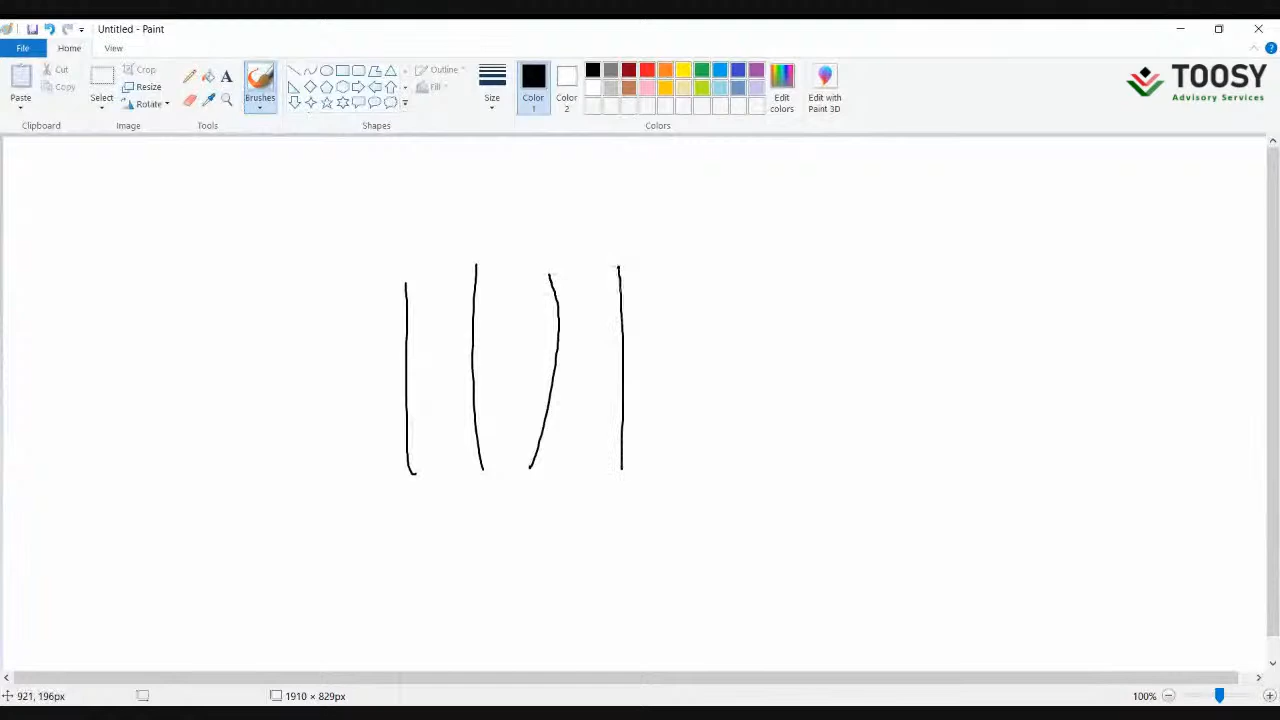 Untitled - Paint
File Home View
Cut
Copy
Paste
Clipboard
Select
Crop
Resize
Rotate
Image
A
Tools
Brushes
Outline
Fill
Shapes
Size
Color
1
Color
2
Edit
colors
Edit with
Paint 3D
Colors
TOOSY
Advisory Services
921, 196px
1910 × 829px
100%